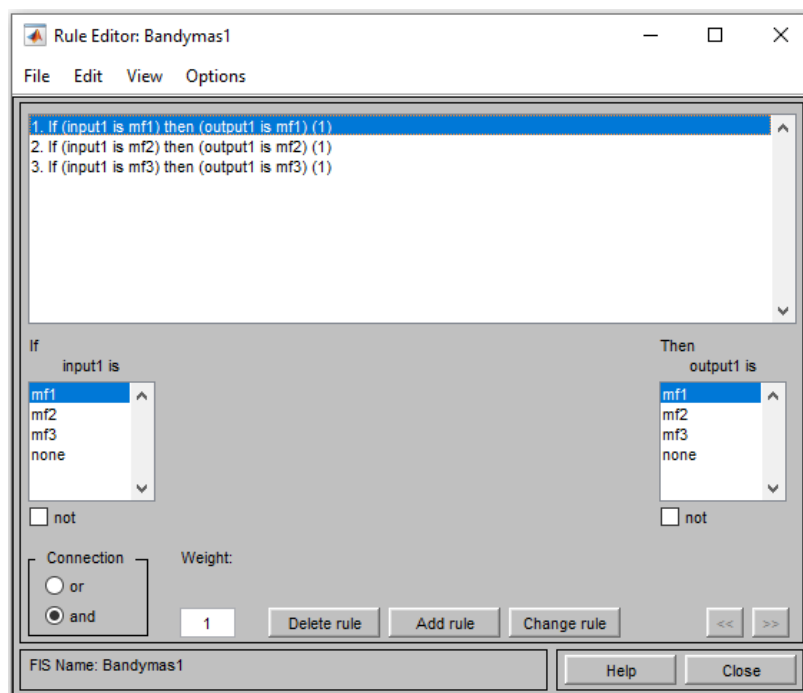 Rule Editor: Bandymas1
File Edit View Options
1. If (input1 is mf1) then (output1 is mf1) (1)
2. If (input1 is mf2) then (output1 is mf2) (1)
3. If (input1 is mf3) then (output1 is mf3) (1)
If
input1 is
mf1
mf2
mf3
none
not
Then
output1 is
mf1
mf2
mf3
none
not
Connection
or
and
Weight:
1
Delete rule
Add rule
Change rule
<<
>>
FIS Name: Bandymas1
Help
Close